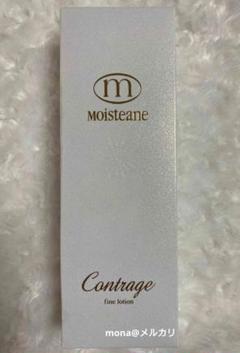 m
MOISTEANE
Contrage
fine lotion
mona@メルカリ